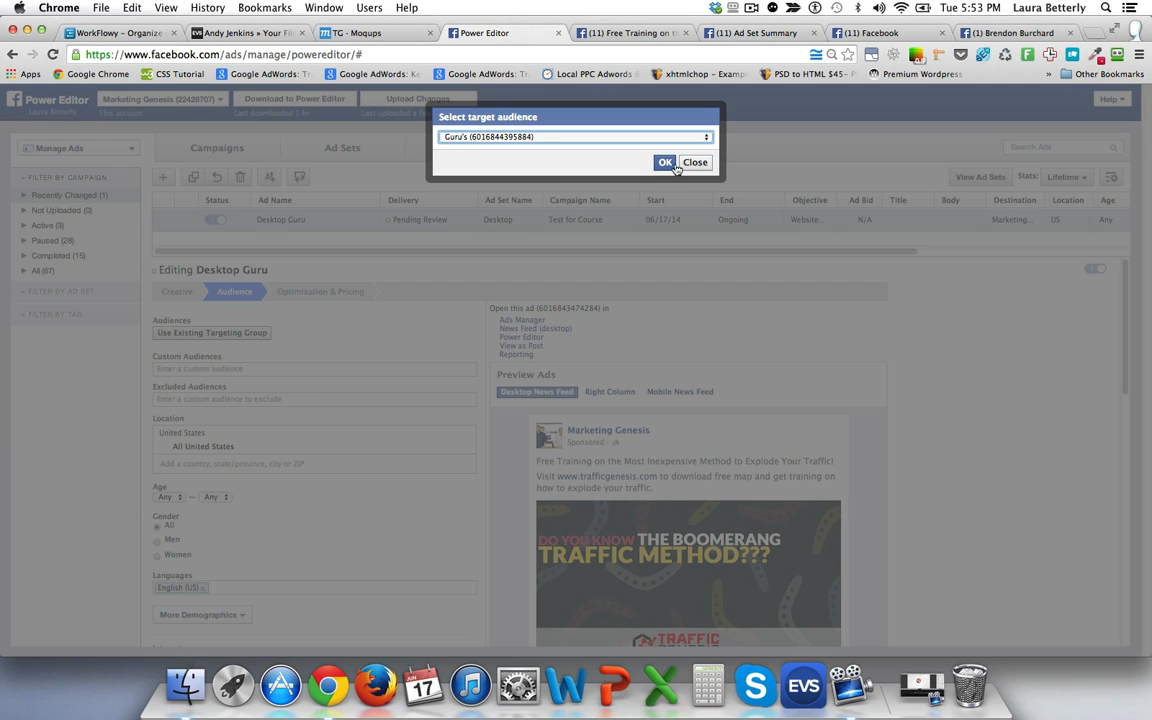 Chrome File Edit View History Bookmarks Window Users Help Tue 5:53 PM Laura Betterly
WorkFlowy - Organize Andy Jenkins | Your Fi TG - Moqups Power Editor (11) Free Training on th (11) Ad Set Summary (11) Facebook (1) Brendon Burchard
https://www.facebook.com/ads/manage/powereditor/#
Apps Google Chrome CSS Tutorial Google AdWords: Google AdWords: Tr Google AdWords: Local PPC Adwords xhtmlchop - Examp PSD to HTML $45- Premium Wordpress » Other Bookmarks
Power Editor
Laura Betterly
Marketing Genesis (22428707)
This account
Download to Power Editor
Last downloaded 3 hr
Upload Changes
Help
Select target audience
Guru's (6016844395884)
OK Close
Manage Ads Campaigns Ad Sets Search Ads
FILTER BY CAMPAIGN
Recently Changed (1)
Not Uploaded (0)
Active (3)
Paused (28)
Completed (15)
All (67)
FILTER BY AD SET
FILTER BY TAG
View Ad Sets Stats: Lifetime
Status Ad Name Delivery Ad Set Name Campaign Name Start End Objective Ad Bid Title Body Destination Location Age
Desktop Guru Pending Review Desktop Test for Course 06/17/14 Ongoing Website... N/A Marketing... US Any
Editing Desktop Guru
Creative Audience Optimization & Pricing
Audiences
Use Existing Targeting Group
Custom Audiences
Enter a custom audience
Excluded Audiences
Enter a custom audience to exclude
Location
United States
All United States
Add a country, state/province, city or ZIP
Age
Any — Any
Gender
All
Men
Women
Languages
English (US) x
More Demographics
Open this ad (6016843474284) in
Ads Manager
News Feed (desktop)
Power Editor
View as Post
Reporting
Preview Ads
Desktop News Feed Right Column Mobile News Feed
Marketing Genesis
Sponsored
Free Training on the Most Inexpensive Method to Explode Your Traffic!
Visit www.trafficgenesis.com to download free map and get training on
how to explode your traffic.
DO YOU KNOW THE BOOMERANG
TRAFFIC METHOD???
TRAFFIC
JUN
17
W P X S EVS